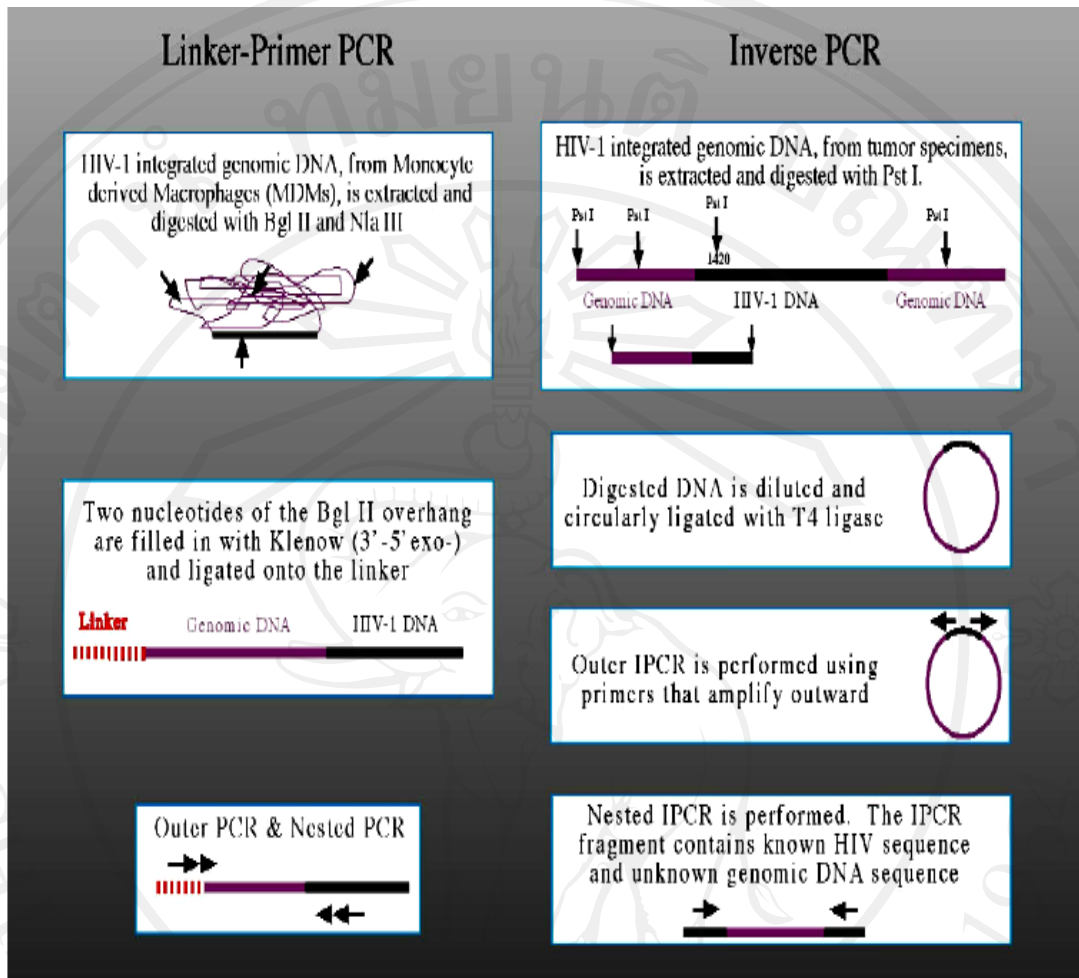 Linker-Primer PCR
HIV-1 integrated genomic DNA, from Monocyte
derived Macrophages (MDMs), is extracted and
digested with Bgl II and Nla III
Two nucleotides of the Bgl II overhang
are filled in with Klenow (3'-5' exo-)
and ligated onto the linker
Linker Genomic DNA HIV-1 DNA
Outer PCR & Nested PCR
Inverse PCR
HIV-1 integrated genomic DNA, from tumor specimens,
is extracted and digested with Pst I.
Pst I Pst I Pst I Pst I
1420
Genomic DNA HIV-1 DNA Genomic DNA
Digested DNA is diluted and
circularly ligated with T4 ligase
Outer IPCR is performed using
primers that amplify outward
Nested IPCR is performed. The IPCR
fragment contains known HIV sequence
and unknown genomic DNA sequence